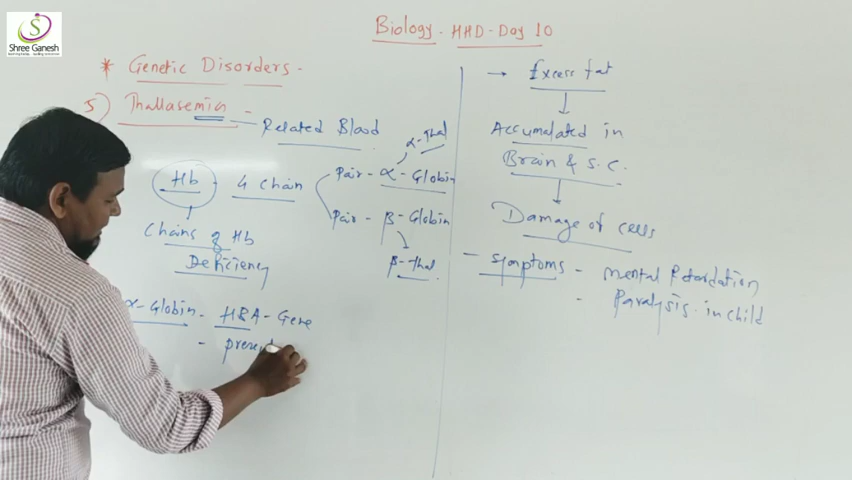 Shree Ganesh
Biology - HHD - Day 10
* Genetic Disorders -
5) Thallasemia -
Related Blood
Hb - 4 chain
Chains of Hb
Deficiency
α-Thal
Pair - α - Globin
Pair - β - Globin
β - Thal
α - Globin - HBA - Gene
- present
→ Excess fat
Accumulated in
Brain & S.C.
Damage of cells
- Symptoms - Mental Retardation
- Paralysis in child